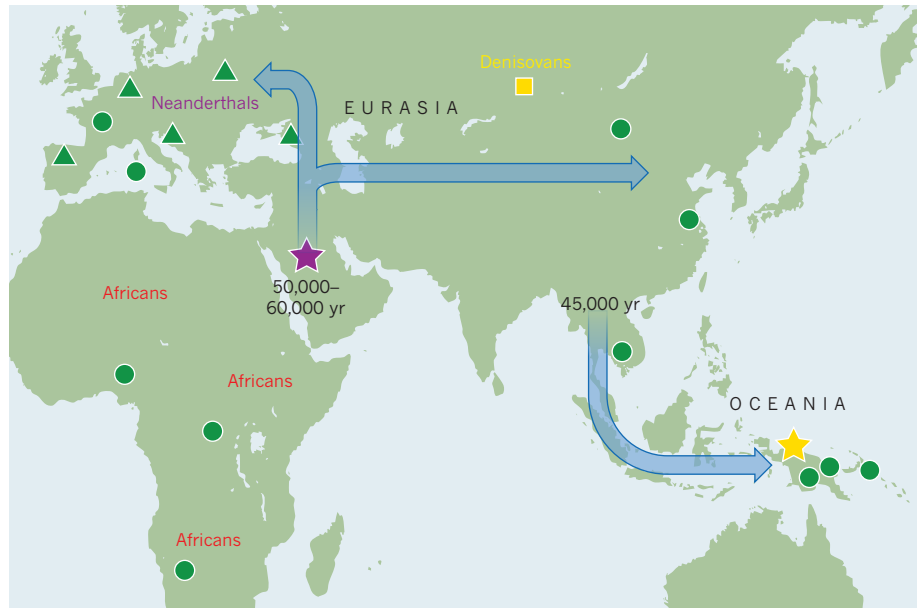 Denisovans
Neanderthals
EURASIA
50,000–
60,000 yr
Africans
45,000 yr
Africans
OCEANIA
Africans